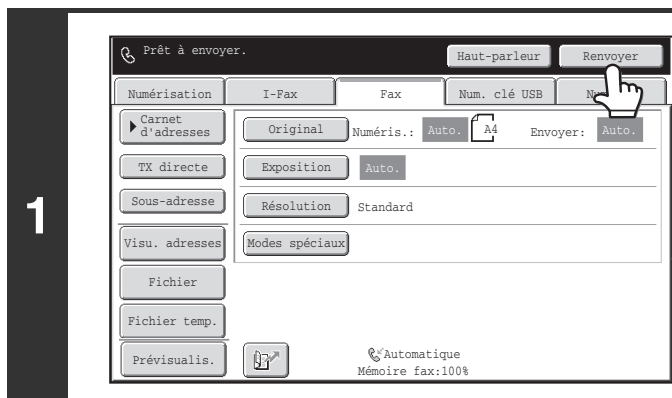 1
Prêt à envoyer.
Haut-parleur
Renvoyer
Numérisation
I-Fax
Fax
Num. clé USB
Carnet
d'adresses
Original
Numéris.:
Auto.
A4
Envoyer:
Auto.
TX directe
Exposition
Auto.
Sous-adresse
Résolution
Standard
Visu. adresses
Modes spéciaux
Fichier
Fichier temp.
Prévisualis.
Automatique
Mémoire fax:100%